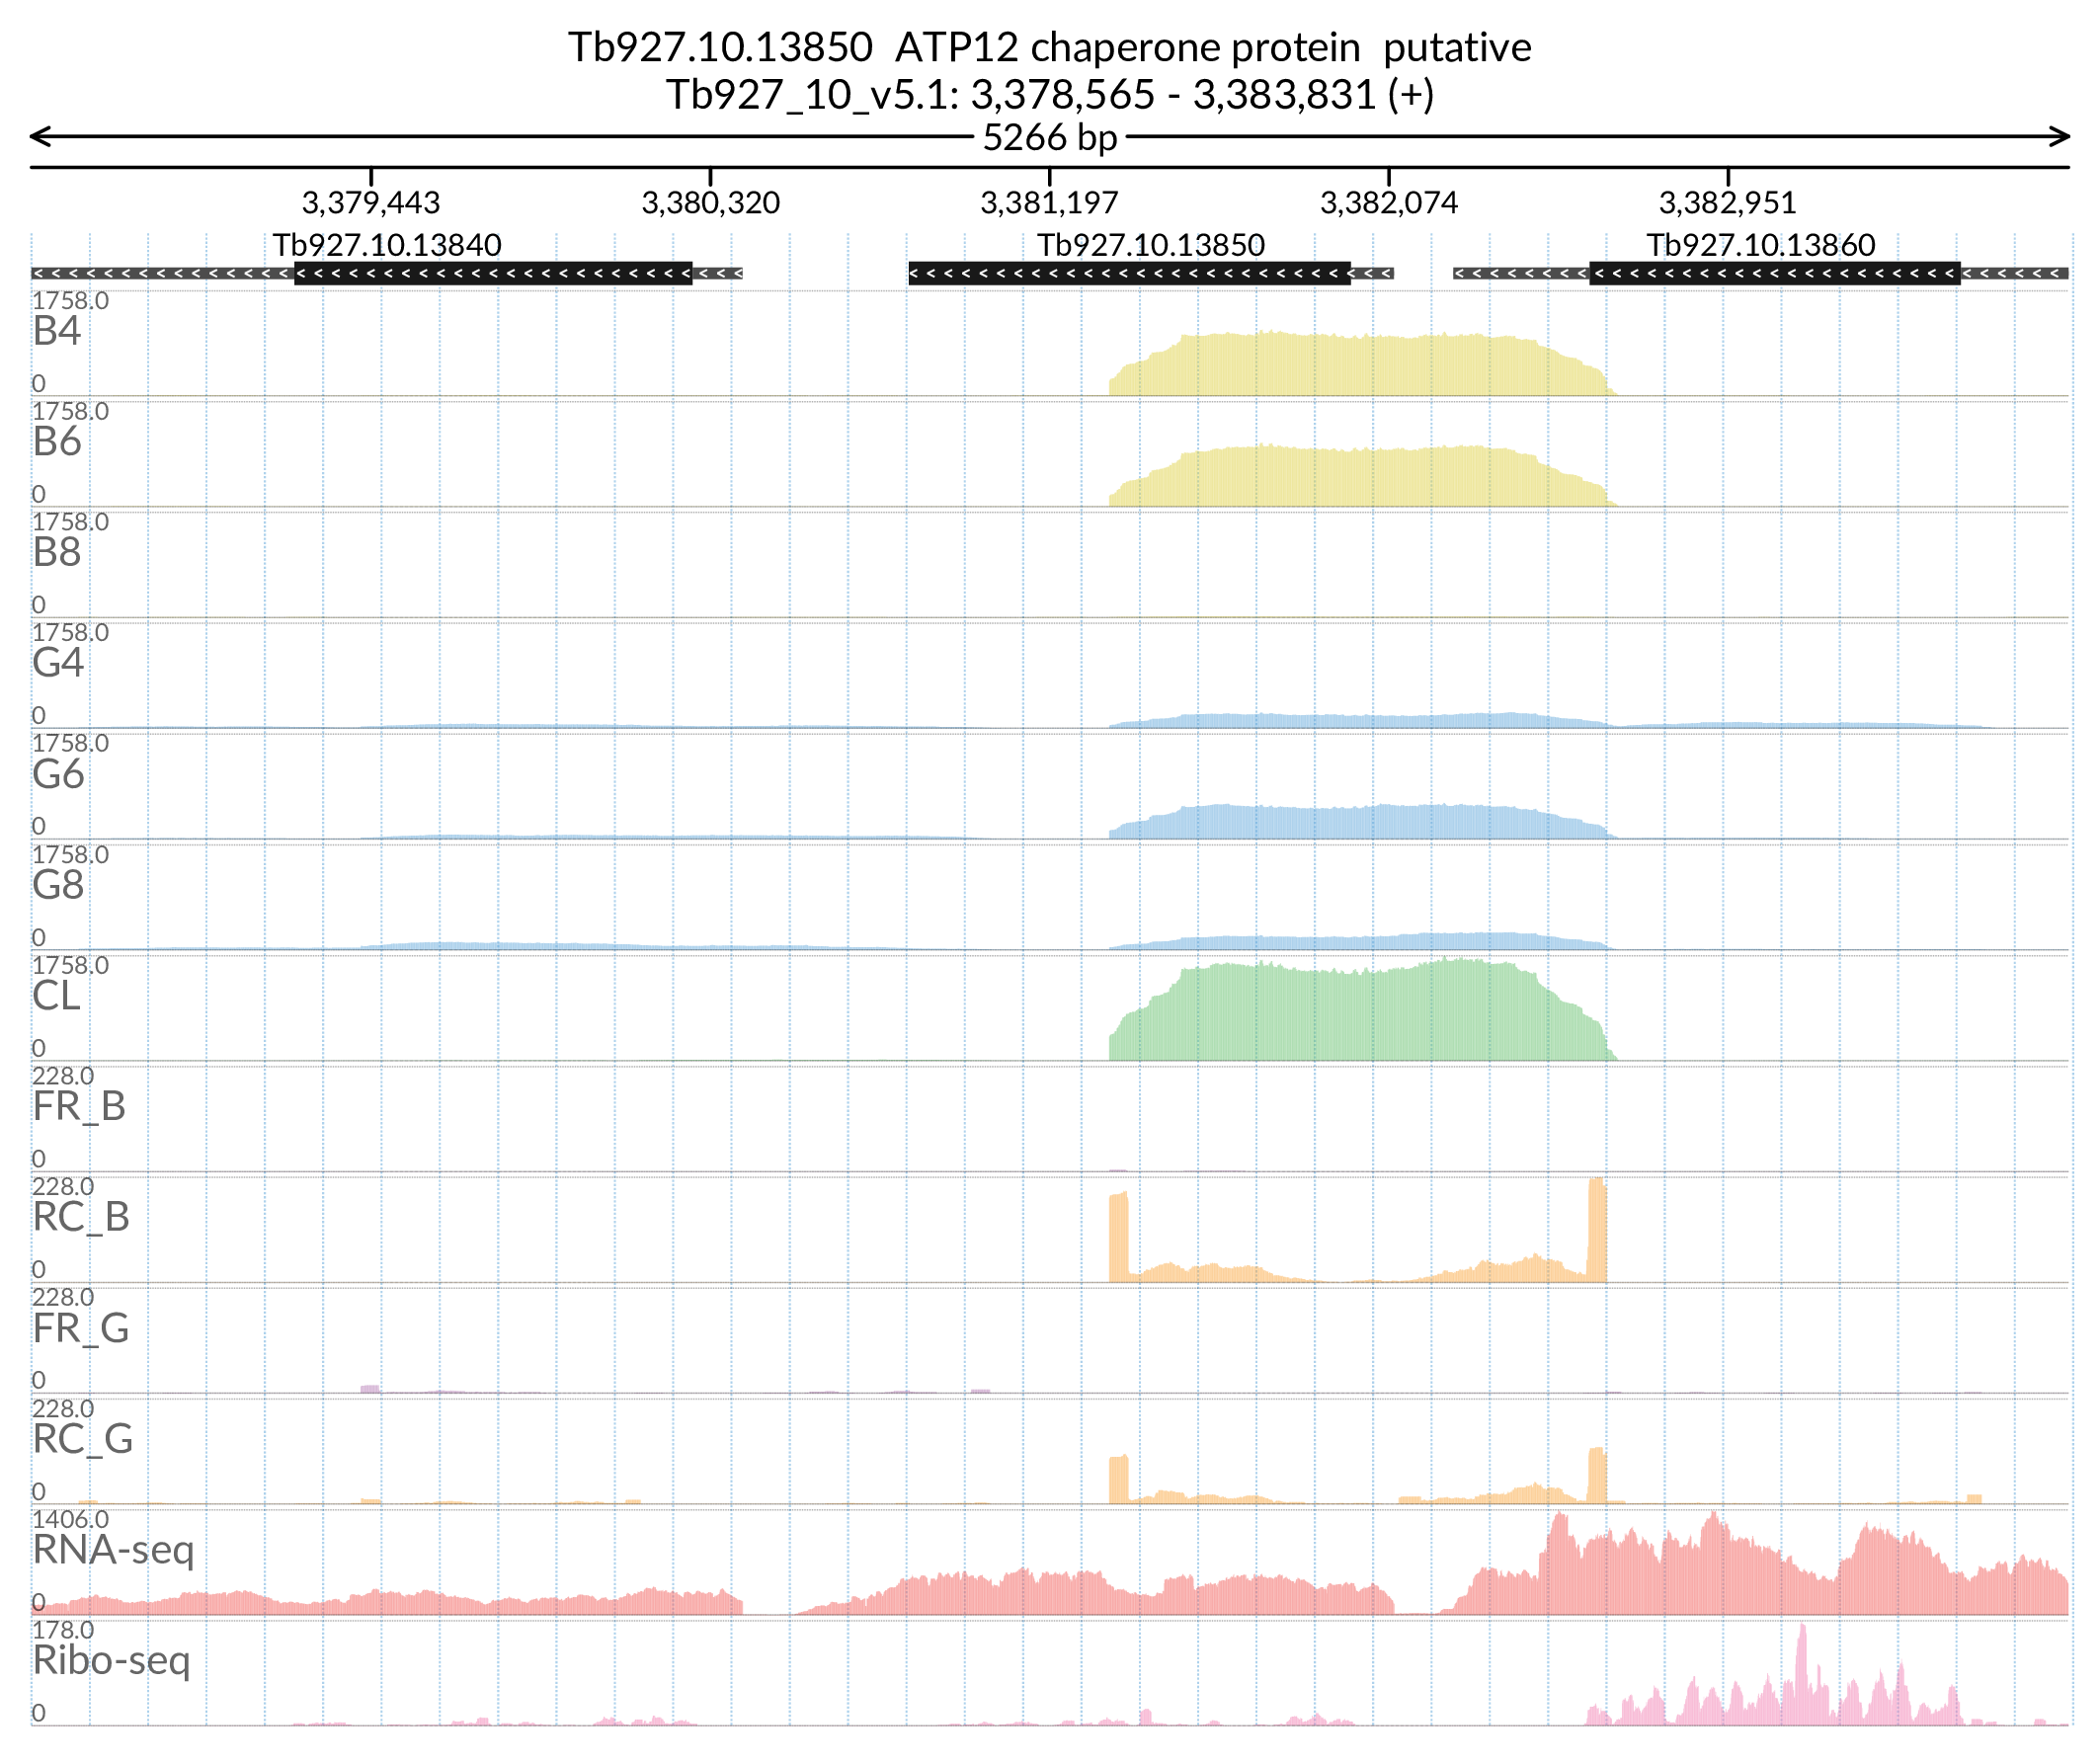 Tb927.10.13850 ATP12 chaperone protein putative
Tb927_10_v5.1: 3,378,565 - 3,383,831 (+)
5266 bp
3,379,443 3,380,320 3,381,197 3,382,074 3,382,951
Tb927.10.13840 Tb927.10.13850 Tb927.10.13860
1758.0
B4
0
1758.0
B6
0
1758.0
B8
0
1758.0
G4
0
1758.0
G6
0
1758.0
G8
0
1758.0
CL
0
228.0
FR_B
0
228.0
RC_B
0
228.0
FR_G
0
228.0
RC_G
0
1406.0
RNA-seq
0
178.0
Ribo-seq
0